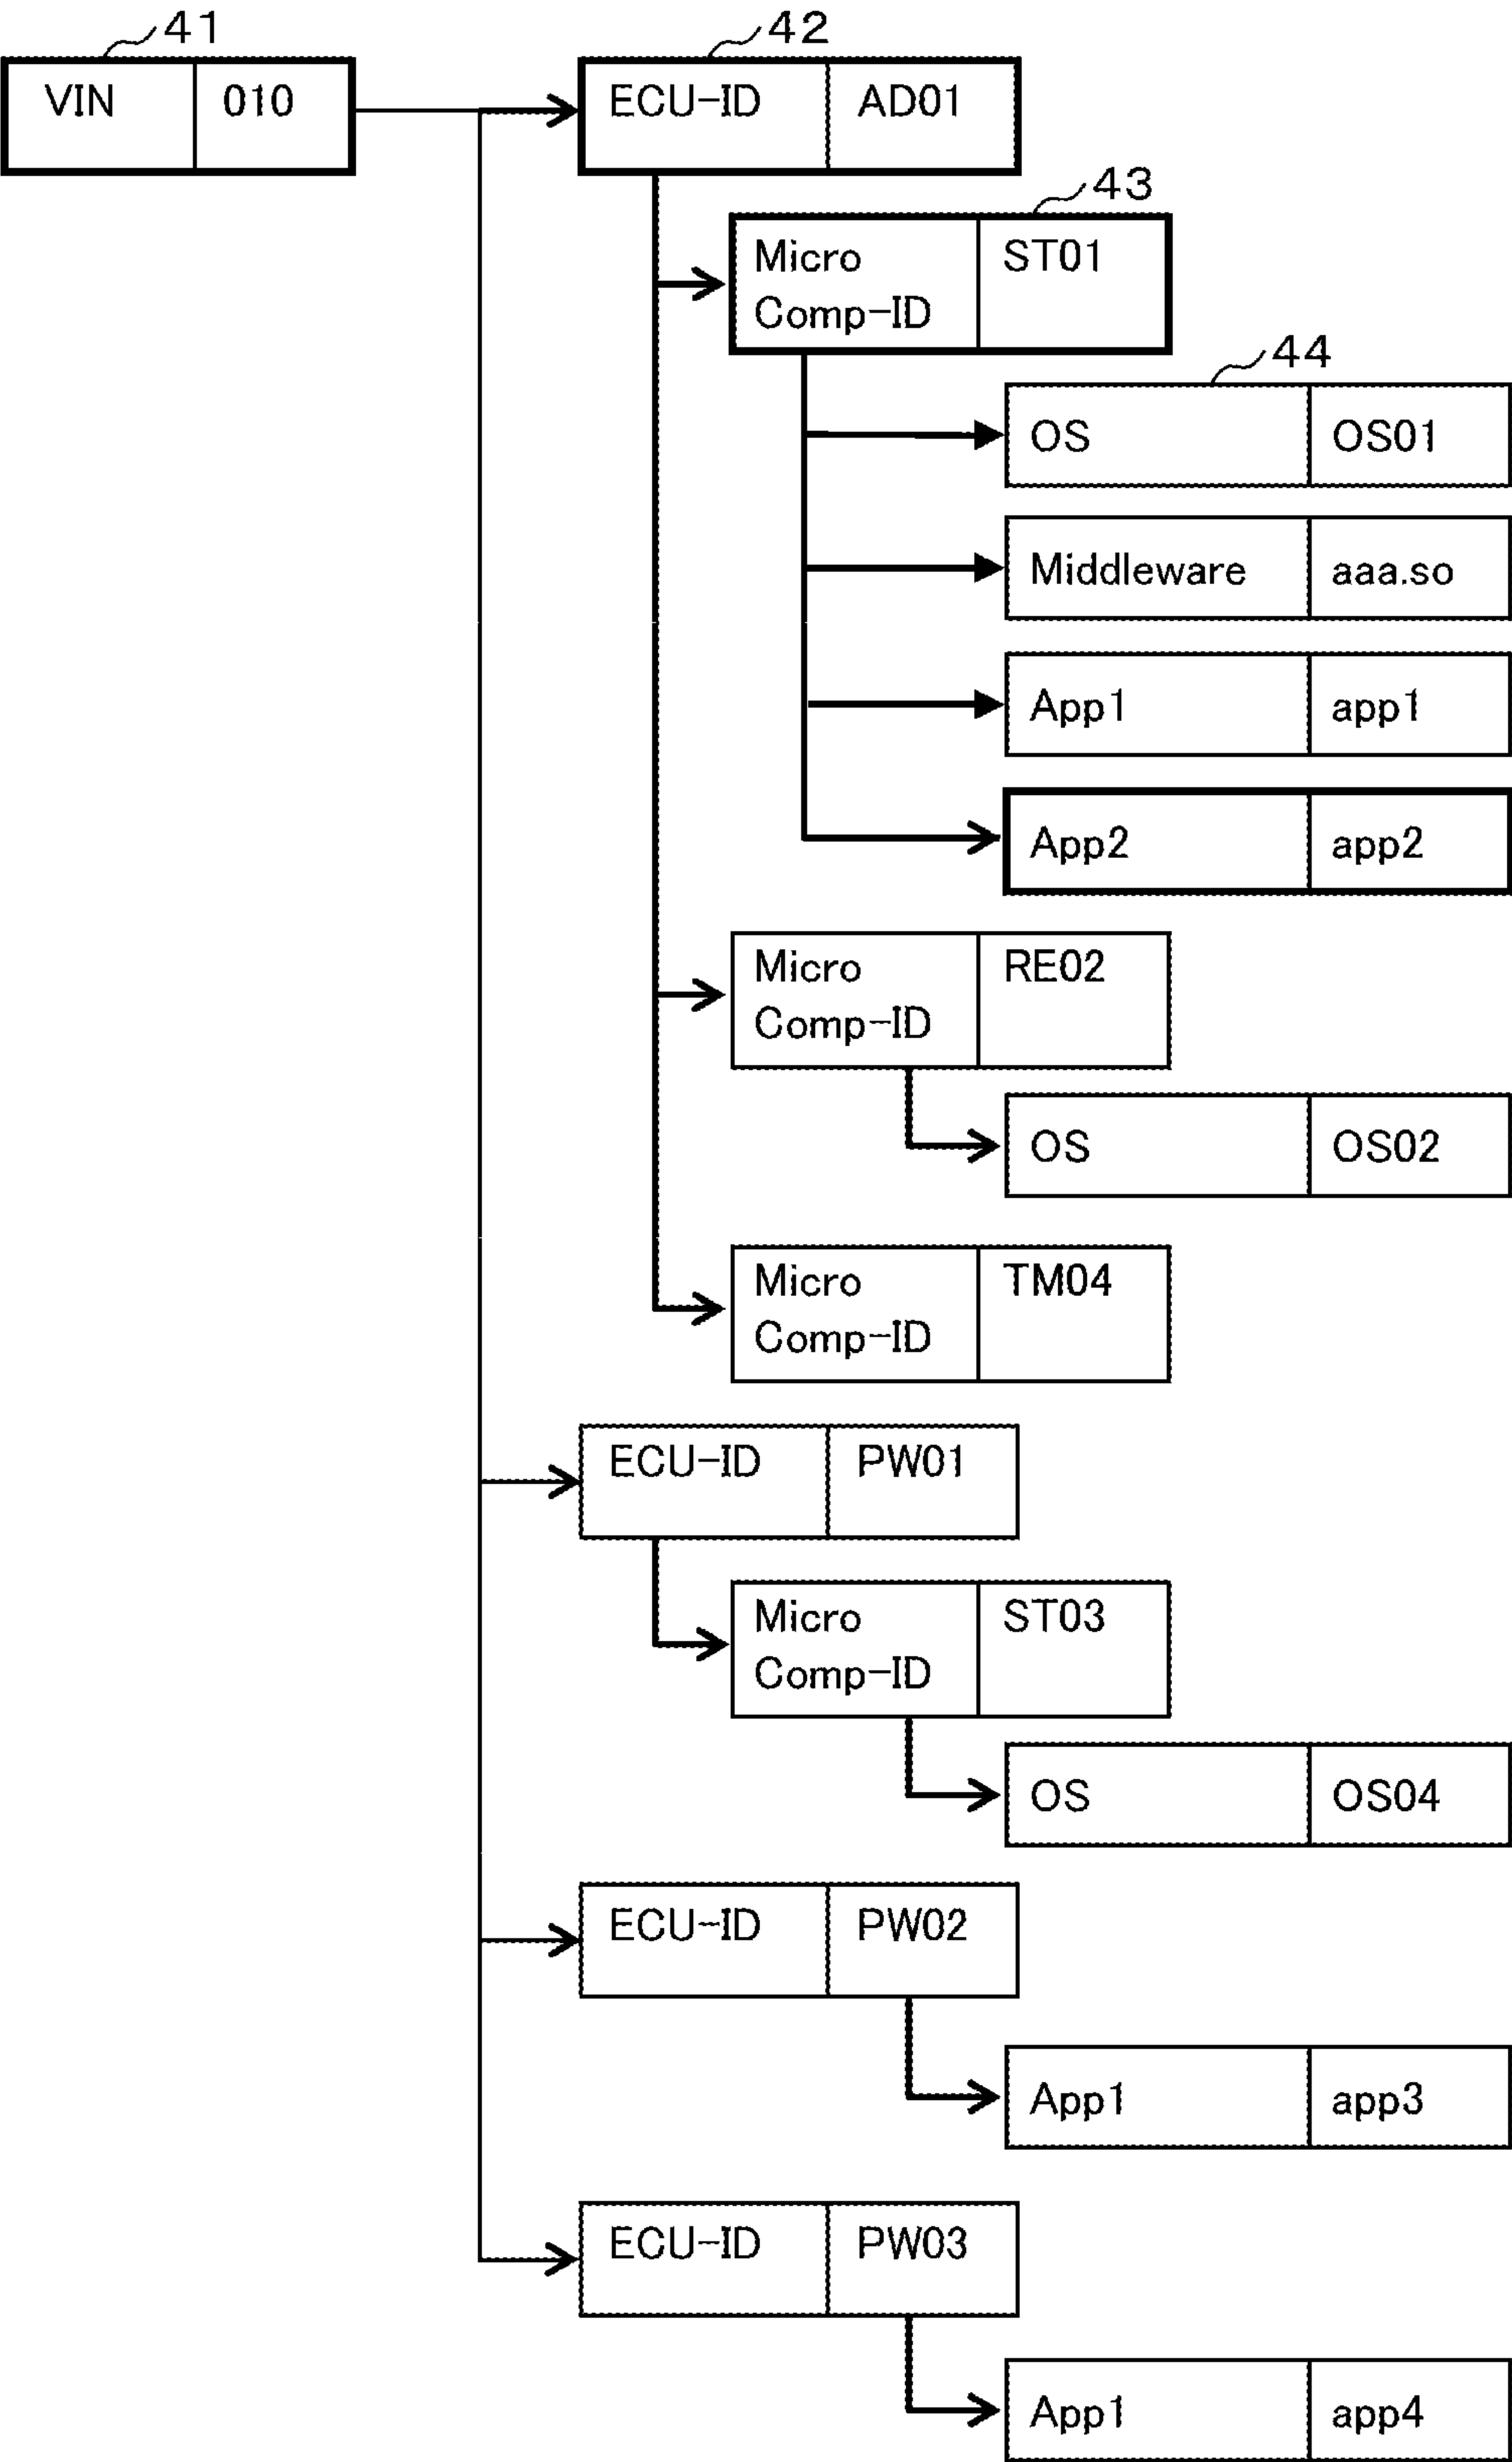 41
42
VIN 010
ECU-ID AD01
43
Micro ST01
Comp-ID
44
OS OS01
Middleware aaa.so
App1 app1
App2 app2
Micro RE02
Comp-ID
OS OS02
Micro TM04
Comp-ID
ECU-ID PW01
Micro ST03
Comp-ID
OS OS04
ECU-ID PW02
App1 app3
ECU-ID PW03
App1 app4